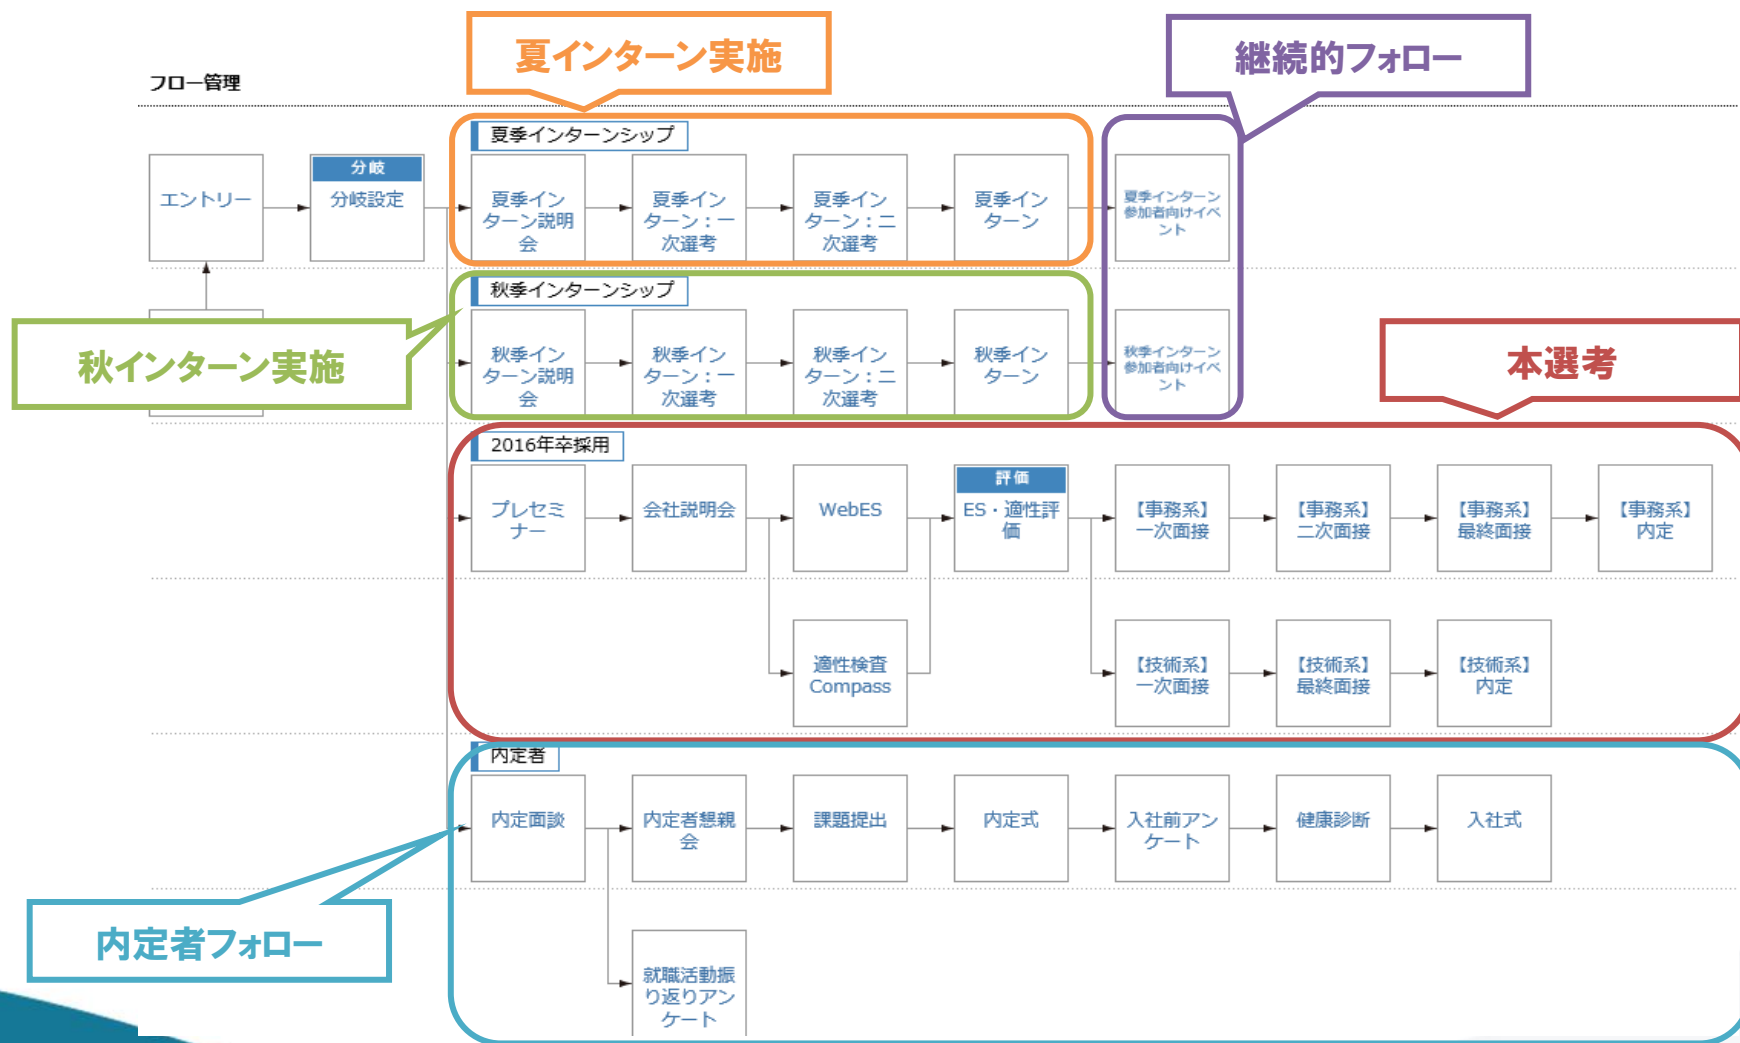 夏インターン実施
継続的フォロー
フロー管理
夏季インターンシップ
エントリー
分岐
分岐設定
夏季イン
ターン説明
会
夏季イン
ターン：一
次選考
夏季イン
ターン：二
次選考
夏季イン
ターン
夏季インターン
参加者向けイベ
ント
秋季インターンシップ
秋インターン実施
秋季イン
ターン説明
会
秋季イン
ターン：一
次選考
秋季イン
ターン：二
次選考
秋季イン
ターン
秋季インターン
参加者向けイベ
ント
本選考
2016年卒採用
プレセミ
ナー
会社説明会
WebES
評価
ES・適性評
価
【事務系】
一次面接
【事務系】
二次面接
【事務系】
最終面接
【事務系】
内定
適性検査
Compass
【技術系】
一次面接
【技術系】
最終面接
【技術系】
内定
内定者
内定面談
内定者懇親
会
課題提出
内定式
入社前アン
ケート
健康診断
入社式
内定者フォロー
就職活動振
り返りアン
ケート